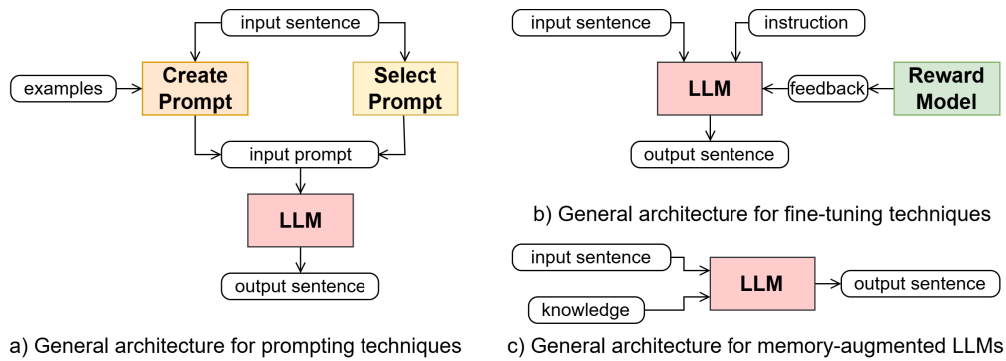 input sentence
Create
Prompt
Select
Prompt
examples
input prompt
LLM
output sentence
a) General architecture for prompting techniques
input sentence
instruction
LLM
feedback
Reward
Model
output sentence
b) General architecture for fine-tuning techniques
input sentence
knowledge
LLM
output sentence
c) General architecture for memory-augmented LLMs